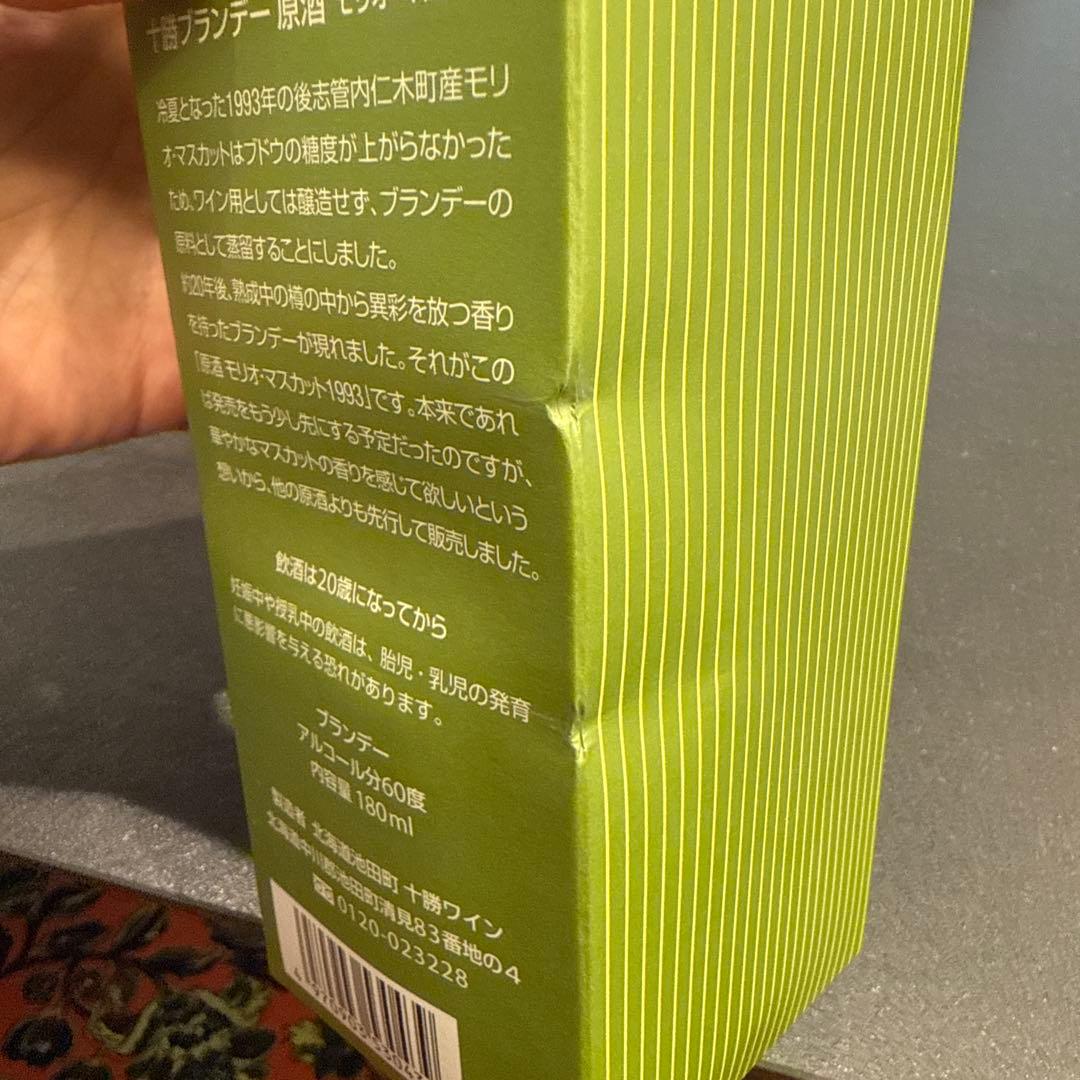 十勝ブランデー 原酒 モリオ
冷夏となった1993年の後志管内仁木町産モリ
オ・マスカットはブドウの糖度が上がらなかった
ため、ワイン用としては醸造せず、ブランデーの
原料として蒸留することにしました。
約20年後、熟成中の樽の中から異彩を放つ香り
を持ったブランデーが現れました。それがこの
「原酒 モリオ・マスカット1993」です。本来であれ
ば発売をもう少し先にする予定だったのですが、
華やかなマスカットの香りを感じて欲しいという
想いから、他の原酒よりも先行して販売しました。
飲酒は20歳になってから
妊娠中や授乳中の飲酒は、胎児・乳児の発育
に悪影響を与える恐れがあります。
ブランデー
アルコール分60度
内容量 180ml
製造者 北海道池田町 十勝ワイン
北海道中川郡池田町清見83番地の4
0120-023228